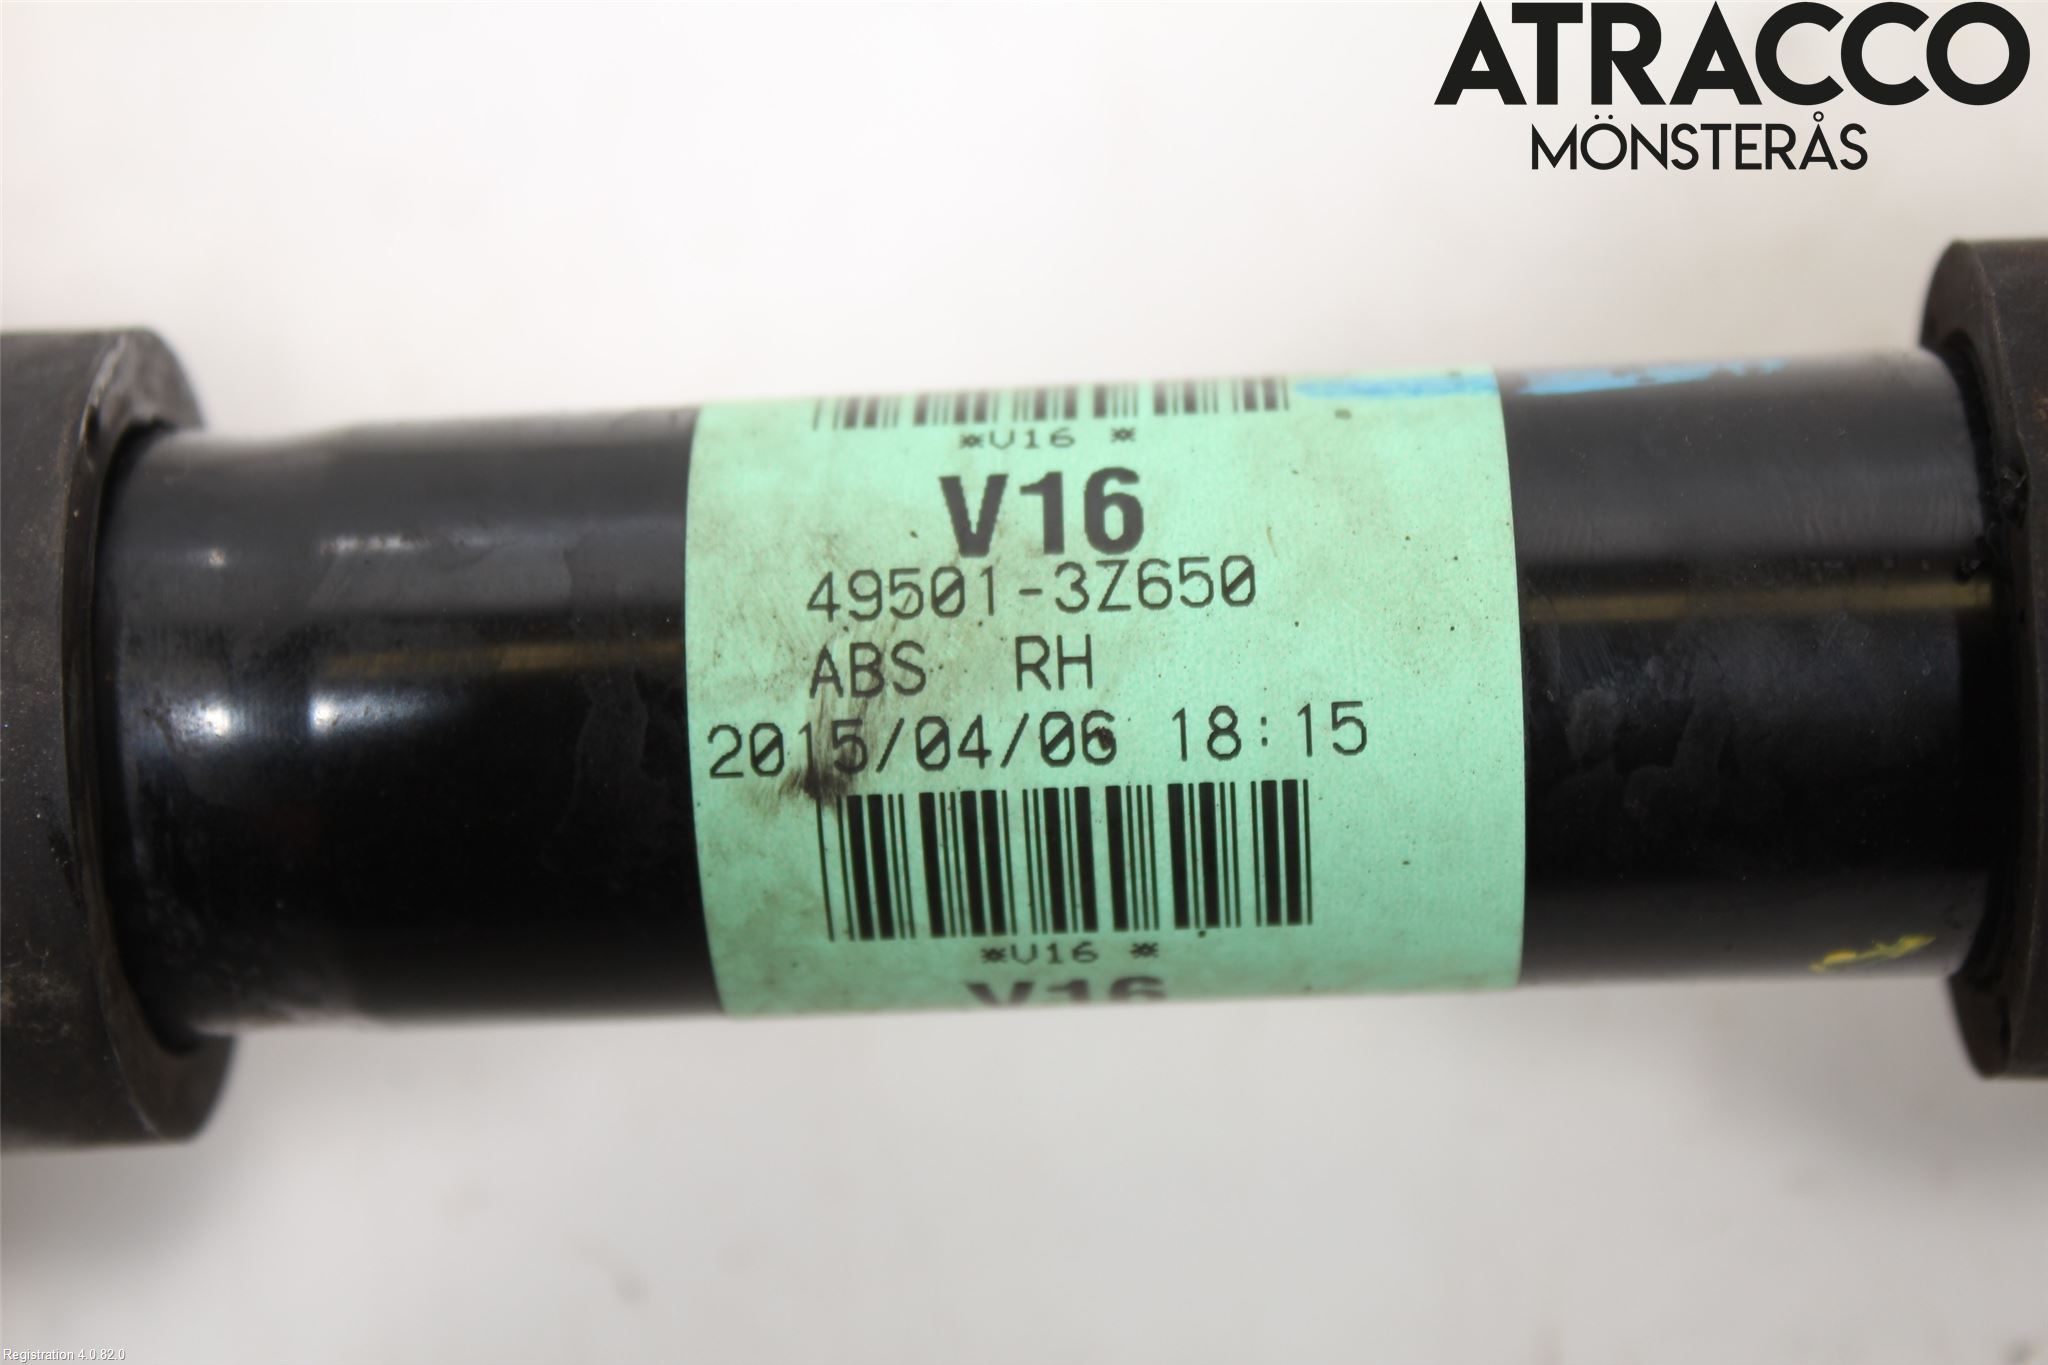 ATRACCO
MÖNSTERÅS
*V16 *
V16
49501-3Z650
ABS RH
2015/04/06 18:15
*V16 *
V16
Registration 4.0.82.0